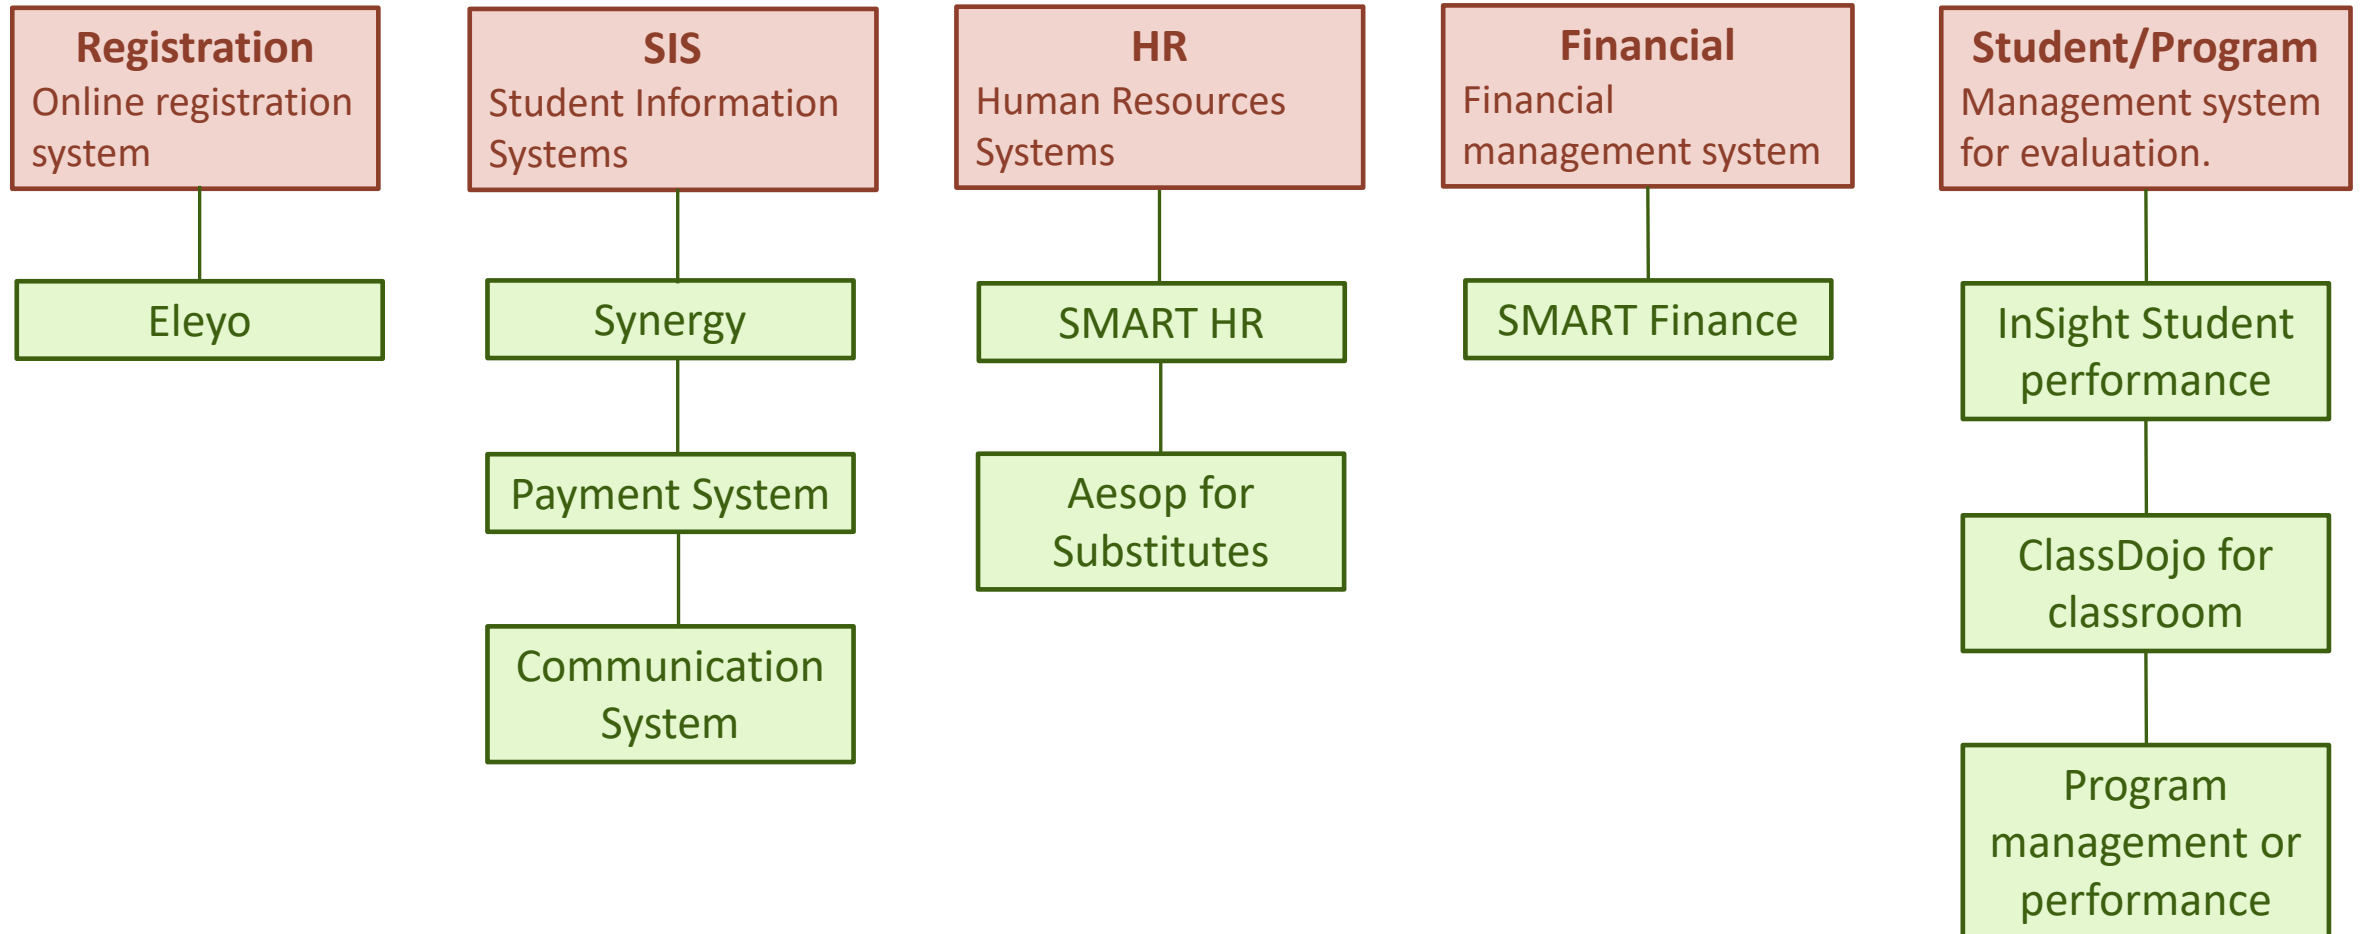 Registration
Online registration
system
Eleyo
SIS
Student Information
Systems
Synergy
Payment System
Communication
System
HR
Human Resources
Systems
SMART HR
Aesop for
Substitutes
Financial
Financial
management system
SMART Finance
Student/Program
Management system
for evaluation.
InSight Student
performance
ClassDojo for
classroom
Program
management or
performance